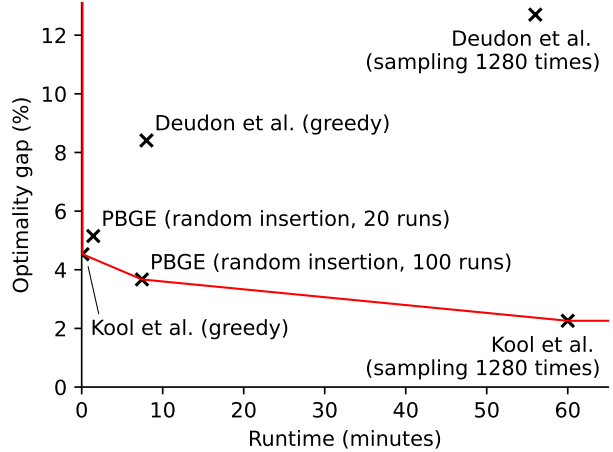 12
10
8
6
4
2
0
Optimality gap (%)
Deudon et al.
(sampling 1280 times)
Deudon et al. (greedy)
PBGE (random insertion, 20 runs)
PBGE (random insertion, 100 runs)
Kool et al. (greedy)
Kool et al.
(sampling 1280 times)
0 10 20 30 40 50 60
Runtime (minutes)